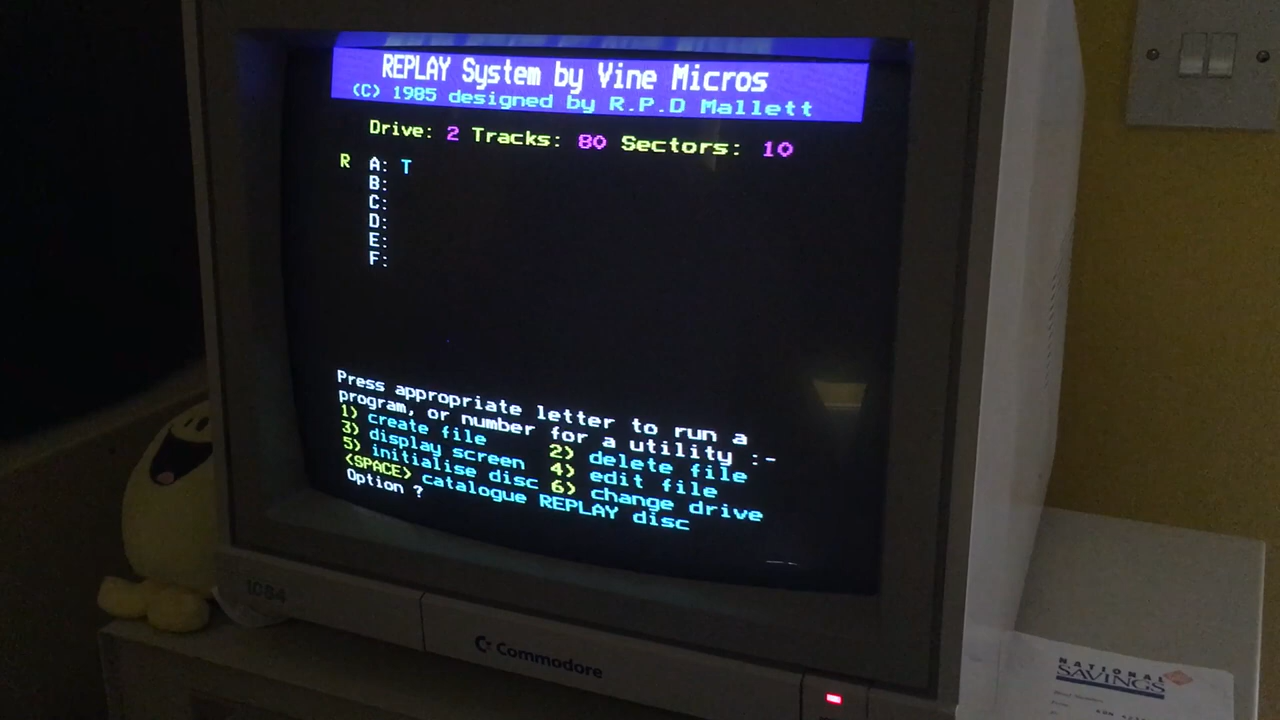 REPLAY System by Vine Micros
(C) 1985 designed by R.P.D Mallett
Drive: 2 Tracks: 80 Sectors: 10
R A: T
B:
C:
D:
E:
F:
Press appropriate letter to run a
program, or number for a utility :-
1) create file 2) delete file
3) display screen 4) edit file
5) initialise disc 6) change drive
<SPACE> catalogue REPLAY disc
Option ?
1084
Commodore
NATIONAL
SAVINGS